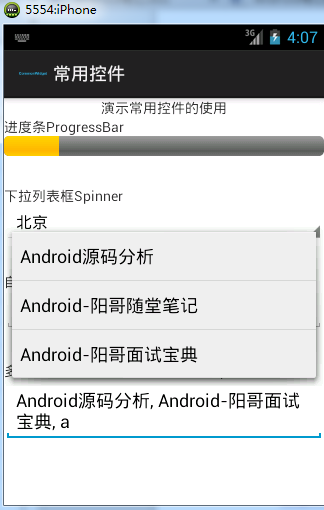 5554:iPhone
3G 4:07
常用控件
演示常用控件的使用
进度条ProgressBar
下拉列表框Spinner
北京
Android源码分析
Android-阳哥随堂笔记
Android-阳哥面试宝典
Android源码分析, Android-阳哥面试
宝典, a